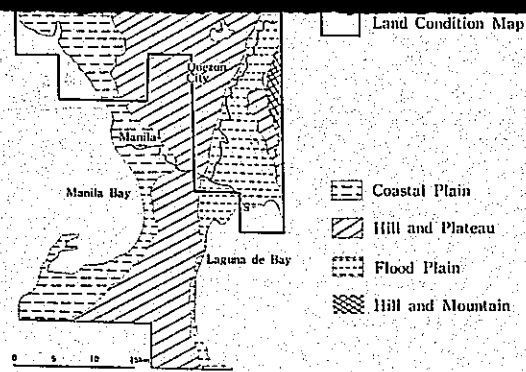 Land Condition Map
Quezon
City
Manila
Manila Bay
Laguna de Bay
Coastal Plain
Hill and Plateau
Flood Plain
Hill and Mountain
0 5 10